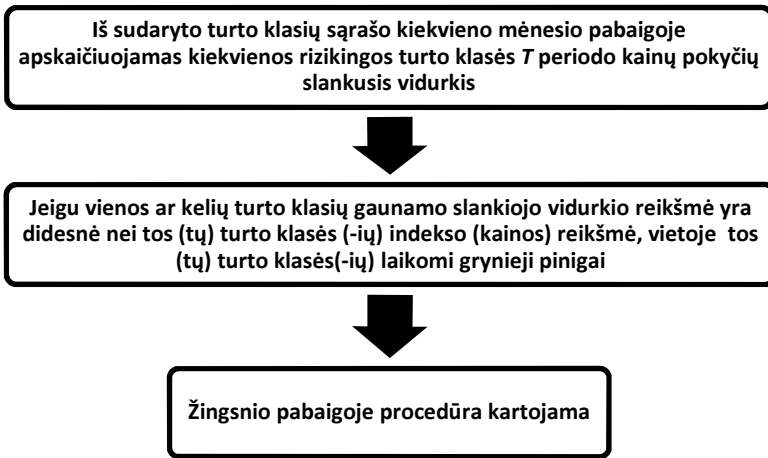 Iš sudaryto turto klasių sąrašo kiekvieno mėnesio pabaigoje
apskaičiuojamas kiekvienos rizikingos turto klasės T periodo kainų pokyčių
slankusis vidurkis
Jeigu vienos ar kelių turto klasių gaunamo slankiojo vidurkio reikšmė yra
didesnė nei tos (tų) turto klasės (-ių) indekso (kainos) reikšmė, vietoje tos
(tų) turto klasės(-ių) laikomi grynieji pinigai
Žingsnio pabaigoje procedūra kartojama